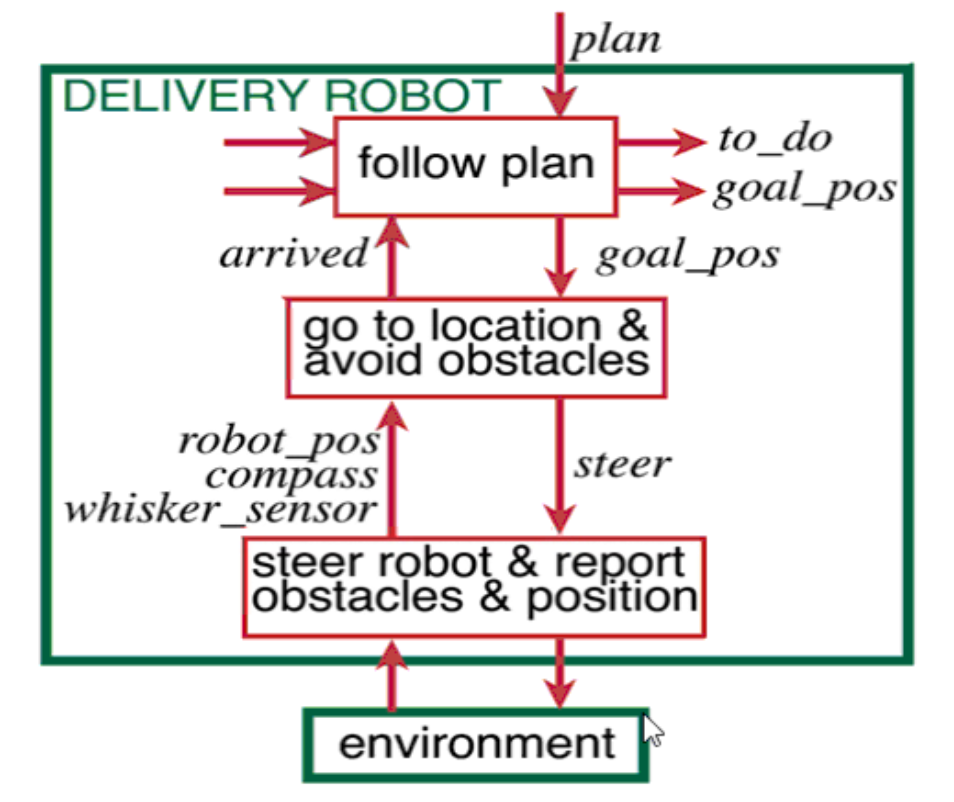 plan
DELIVERY ROBOT
follow plan
to_do
goal_pos
arrived
goal_pos
go to location &
avoid obstacles
robot_pos
compass
whisker_sensor
steer
steer robot & report
obstacles & position
environment